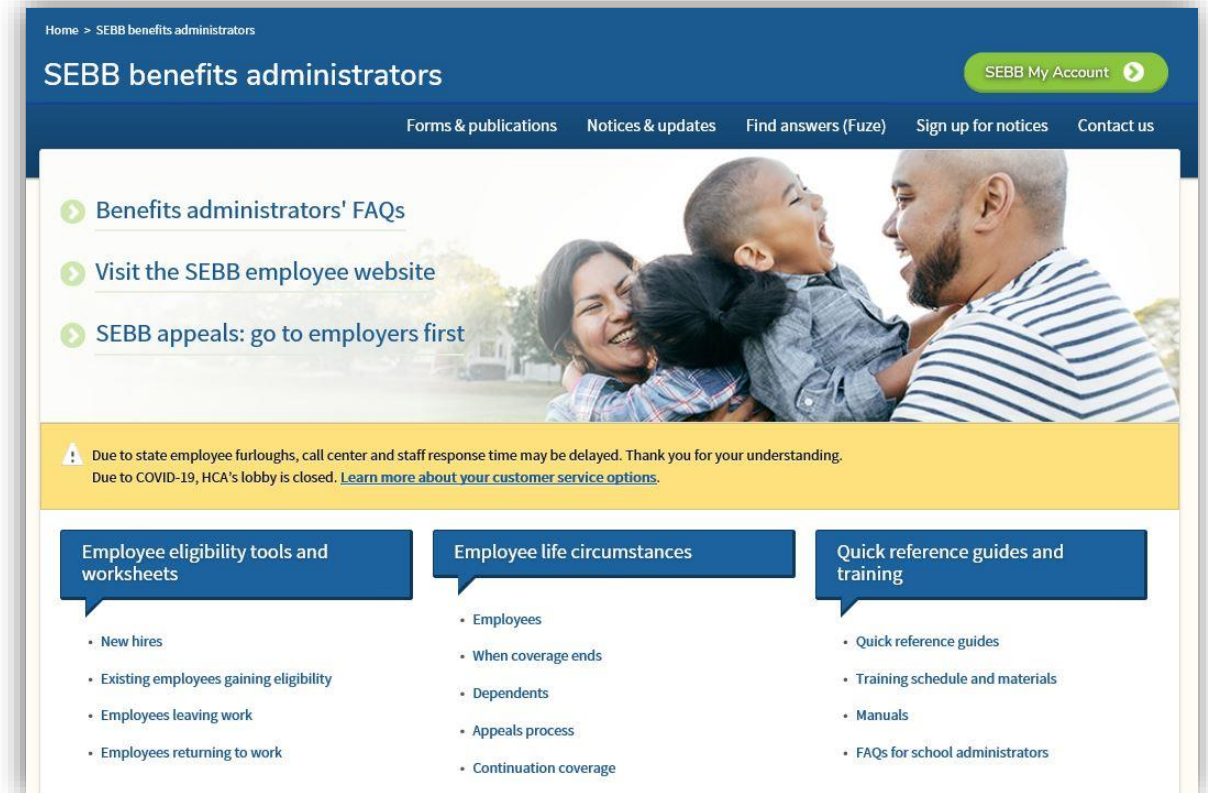 Home > SEBB benefits administrators
SEBB benefits administrators
SEBB My Account
Forms & publications Notices & updates Find answers (Fuze) Sign up for notices Contact us
Benefits administrators' FAQs
Visit the SEBB employee website
SEBB appeals: go to employers first
Due to state employee furloughs, call center and staff response time may be delayed. Thank you for your understanding.
Due to COVID-19, HCA's lobby is closed. Learn more about your customer service options.
Employee eligibility tools and
worksheets
• New hires
• Existing employees gaining eligibility
• Employees leaving work
• Employees returning to work
Employee life circumstances
• Employees
• When coverage ends
• Dependents
• Appeals process
• Continuation coverage
Quick reference guides and
training
• Quick reference guides
• Training schedule and materials
• Manuals
• FAQs for school administrators